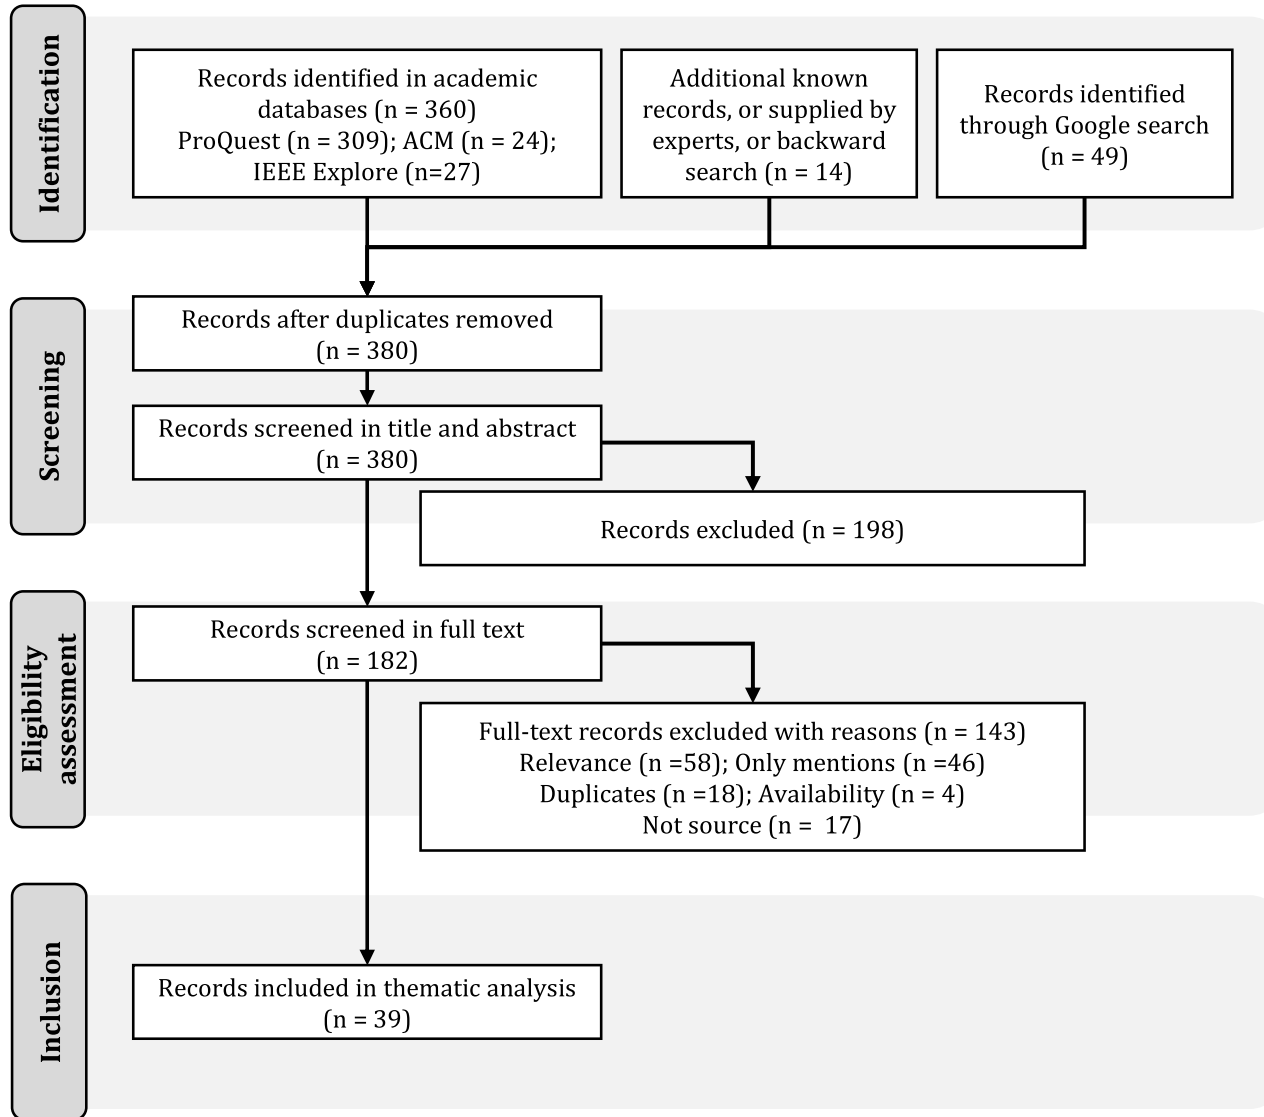 Identification
Records identified in academic
databases (n = 360)
ProQuest (n = 309); ACM (n = 24);
IEEE Explore (n=27)
Additional known
records, or supplied by
experts, or backward
search (n = 14)
Records identified
through Google search
(n = 49)
Screening
Records after duplicates removed
(n = 380)
Records screened in title and abstract
(n = 380)
Records excluded (n = 198)
Eligibility
assessment
Records screened in full text
(n = 182)
Full-text records excluded with reasons (n = 143)
Relevance (n =58); Only mentions (n =46)
Duplicates (n =18); Availability (n = 4)
Not source (n =  17)
Inclusion
Records included in thematic analysis
(n = 39)